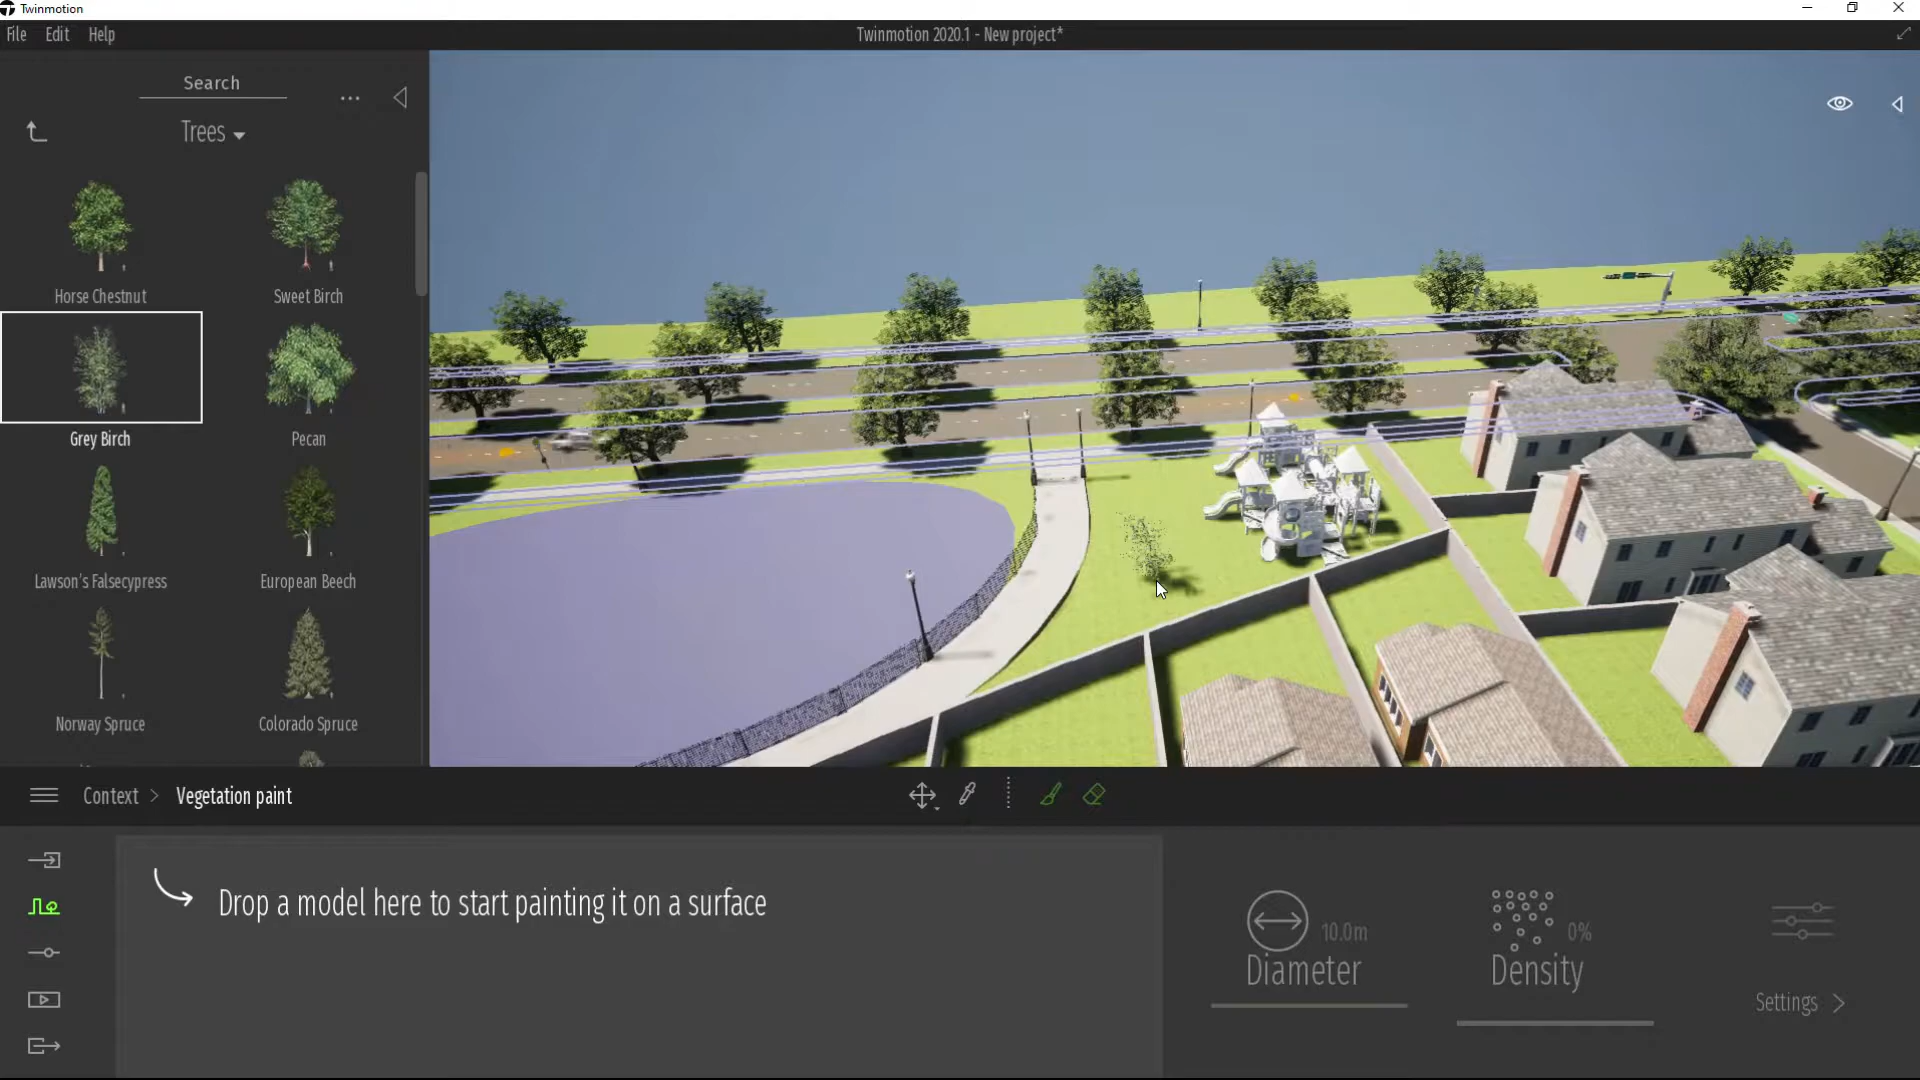 Twinmotion
File Edit Help
Twinmotion 2020.1 - New project*
Search
...
Trees
Horse Chestnut
Sweet Birch
Grey Birch
Pecan
Lawson's Falsecypress
European Beech
Norway Spruce
Colorado Spruce
Context > Vegetation paint
Drop a model here to start painting it on a surface
10.0m
Diameter
0%
Density
Settings >